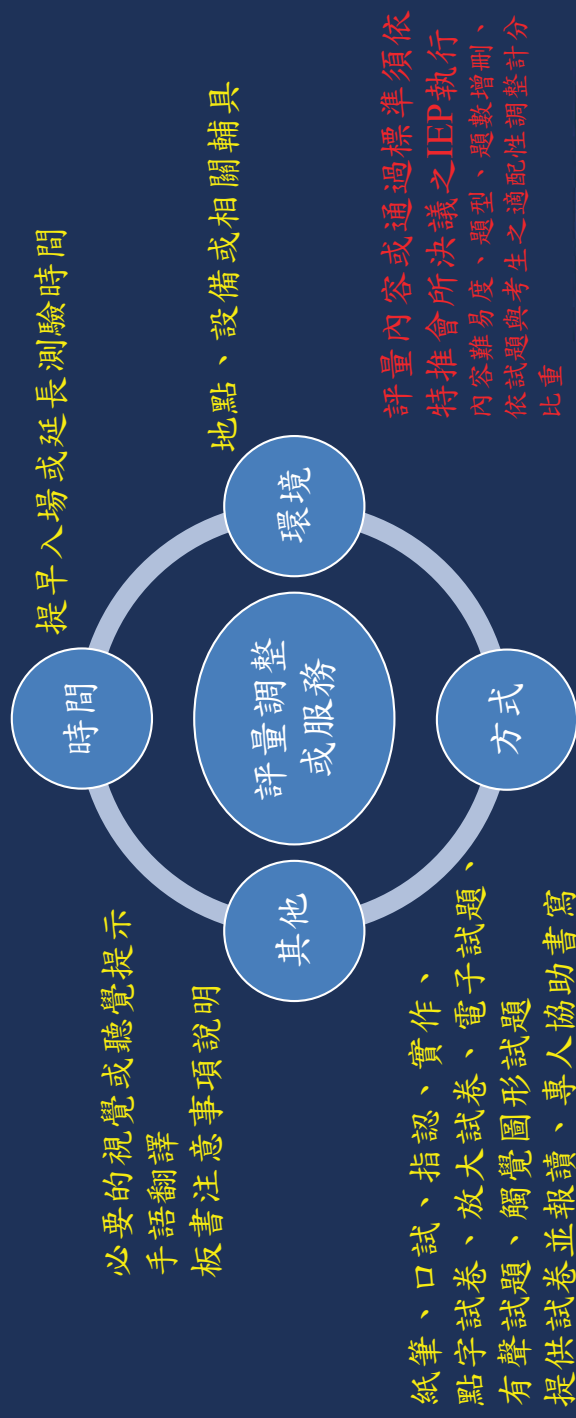 提早入場或延長測驗時間
時間
必要的視覺或聽覺提示
手語翻譯
板書注意事項說明
地點、設備或相關輔具
其他
評量調整
或服務
環境
方式
紙筆、口試、指認、實作、
點字試卷、放大試卷、電子試題、
有聲試題、觸覺圖形試題
提供試卷並報讀、專人協助書寫
評量內容或通過標準須依
特推會所決議之IEP執行
內容難易度、題型、題數增刪、
依試題與考生之適配性調整計分
比重